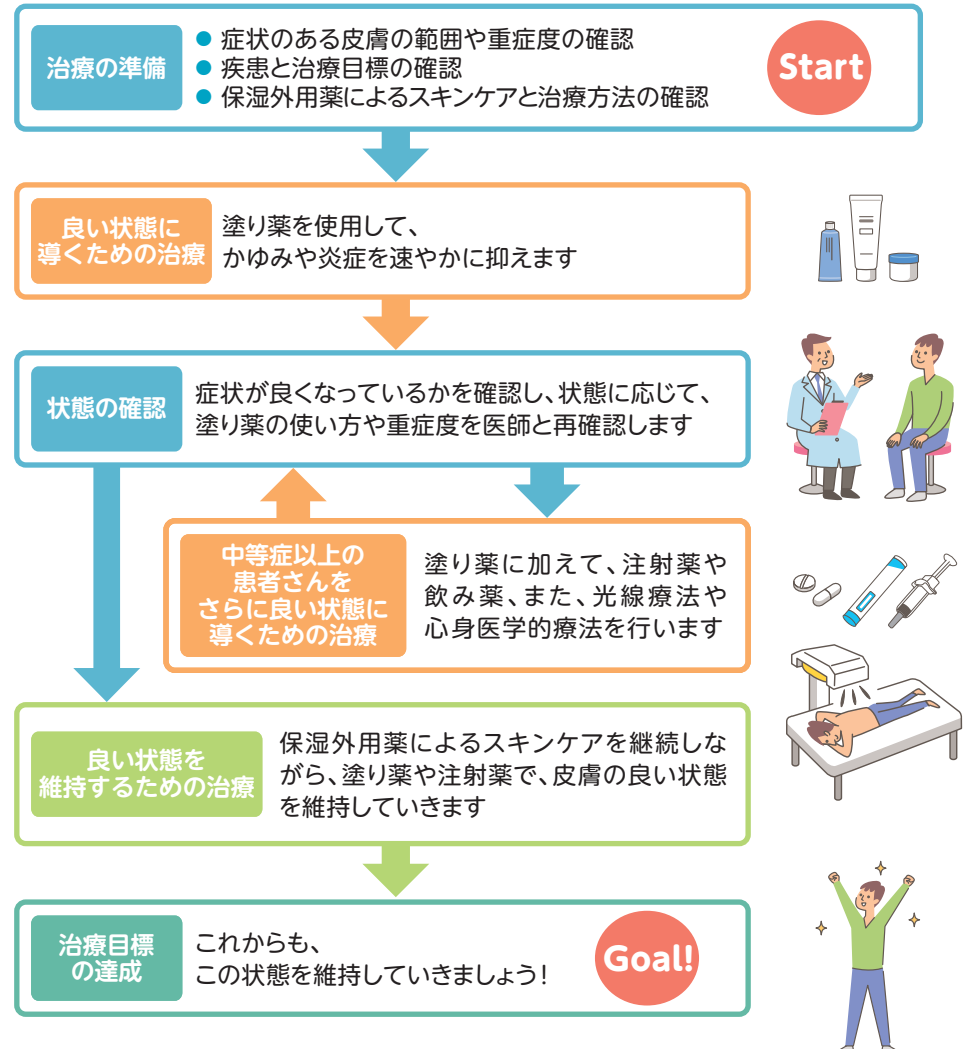 治療の準備
● 症状のある皮膚の範囲や重症度の確認
● 疾患と治療目標の確認
● 保湿外用薬によるスキンケアと治療方法の確認
Start
良い状態に
導くための治療
塗り薬を使用して、
かゆみや炎症を速やかに抑えます
状態の確認
症状が良くなっているかを確認し、状態に応じて、
塗り薬の使い方や重症度を医師と再確認します
中等症以上の
患者さんを
さらに良い状態に
導くための治療
塗り薬に加えて、注射薬や
飲み薬、また、光線療法や
心身医学的療法を行います
良い状態を
維持するための治療
保湿外用薬によるスキンケアを継続しな
がら、塗り薬や注射薬で、皮膚の良い状態
を維持していきます
治療目標
の達成
これからも、
この状態を維持していきましょう!
Goal!